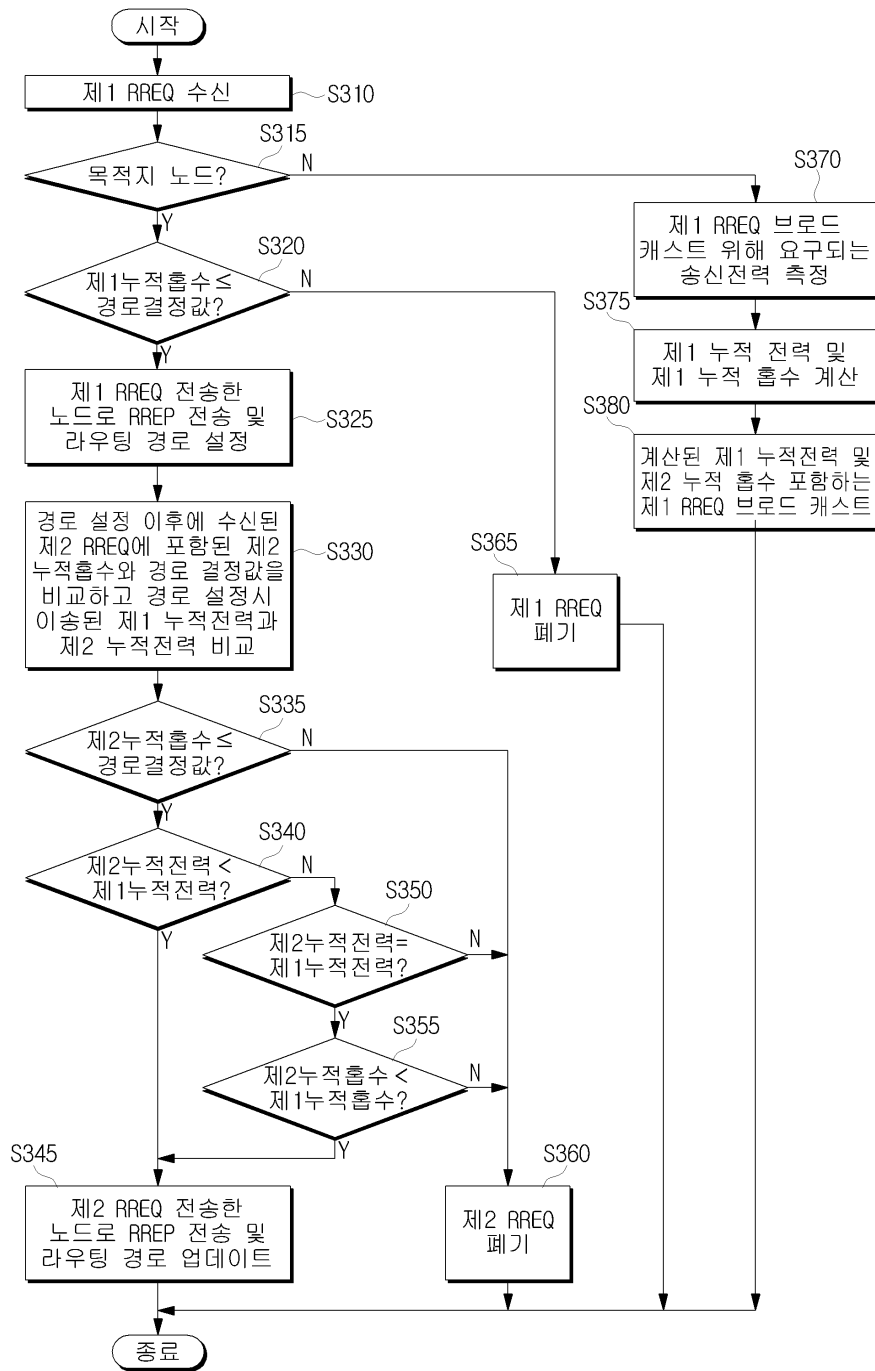 시작
제1 RREQ 수신
S310
S315
목적지 노드?
N
Y
S320
제1누적홉수≤
경로결정값?
N
Y
제1 RREQ 전송한
노드로 RREP 전송 및
라우팅 경로 설정
S325
경로 설정 이후에 수신된
제2 RREQ에 포함된 제2
누적홉수와 경로 결정값을
비교하고 경로 설정시
이송된 제1 누적전력과
제2 누적전력 비교
S330
S335
제2누적홉수≤
경로결정값?
N
Y
S340
제2누적전력<
제1누적전력?
N
Y
S350
제2누적전력=
제1누적전력?
N
Y
S355
제2누적홉수<
제1누적홉수?
N
Y
S345
제2 RREQ 전송한
노드로 RREP 전송 및
라우팅 경로 업데이트
S360
제2 RREQ
폐기
S365
제1 RREQ
폐기
S370
제1 RREQ 브로드
캐스트 위해 요구되는
송신전력 측정
S375
제1 누적 전력 및
제1 누적 홉수 계산
S380
계산된 제1 누적전력 및
제2 누적 홉수 포함하는
제1 RREQ 브로드 캐스트
종료